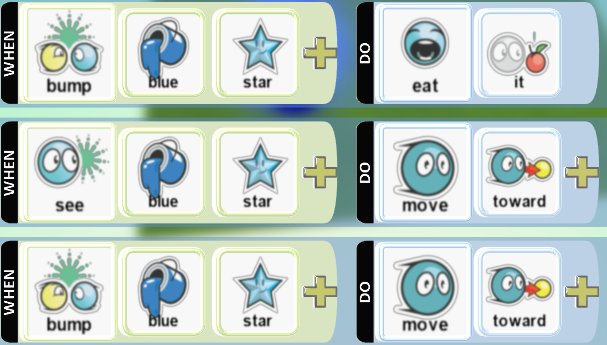 WHEN bump blue star DO eat it
WHEN see blue star DO move toward
WHEN bump blue star DO move toward